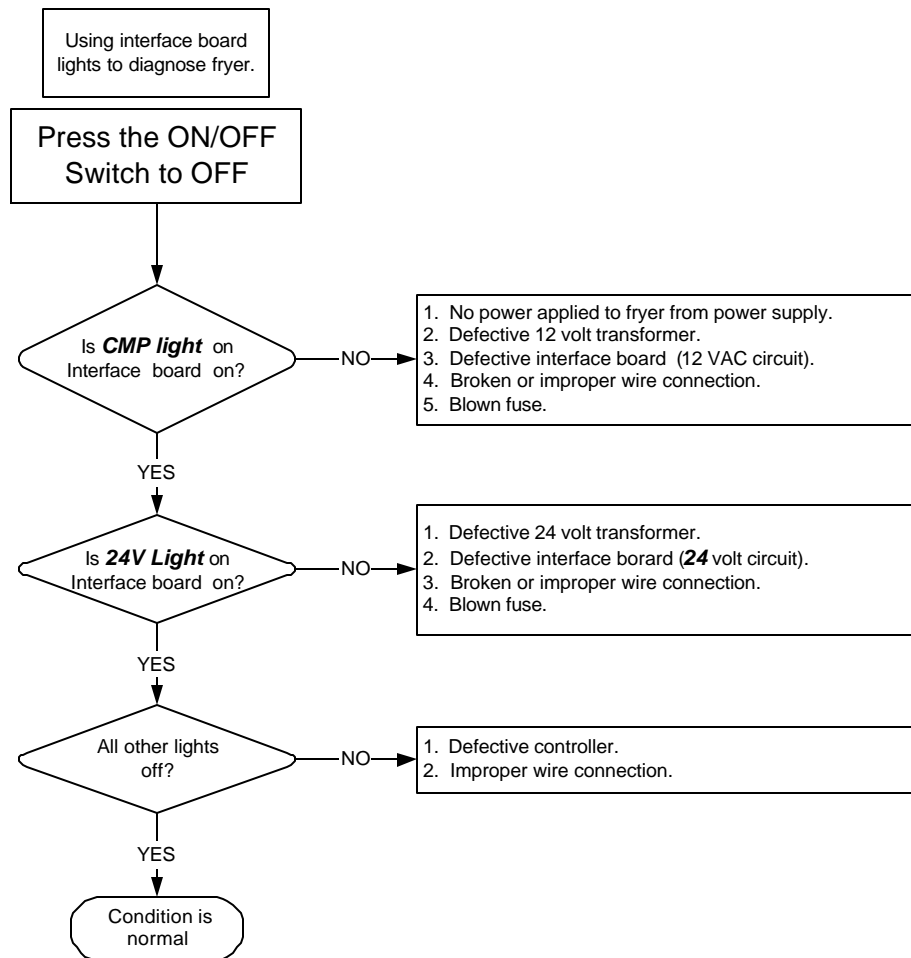 Using interface board
lights to diagnose fryer.
Press the ON/OFF
Switch to OFF
Is CMP light on
Interface board on?
NO
1. No power applied to fryer from power supply.
2. Defective 12 volt transformer.
3. Defective interface board (12 VAC circuit).
4. Broken or improper wire connection.
5. Blown fuse.
YES
Is 24V Light on
Interface board on?
NO
1. Defective 24 volt transformer.
2. Defective interface borard (24 volt circuit).
3. Broken or improper wire connection.
4. Blown fuse.
YES
All other lights
off?
NO
1. Defective controller.
2. Improper wire connection.
YES
Condition is
normal